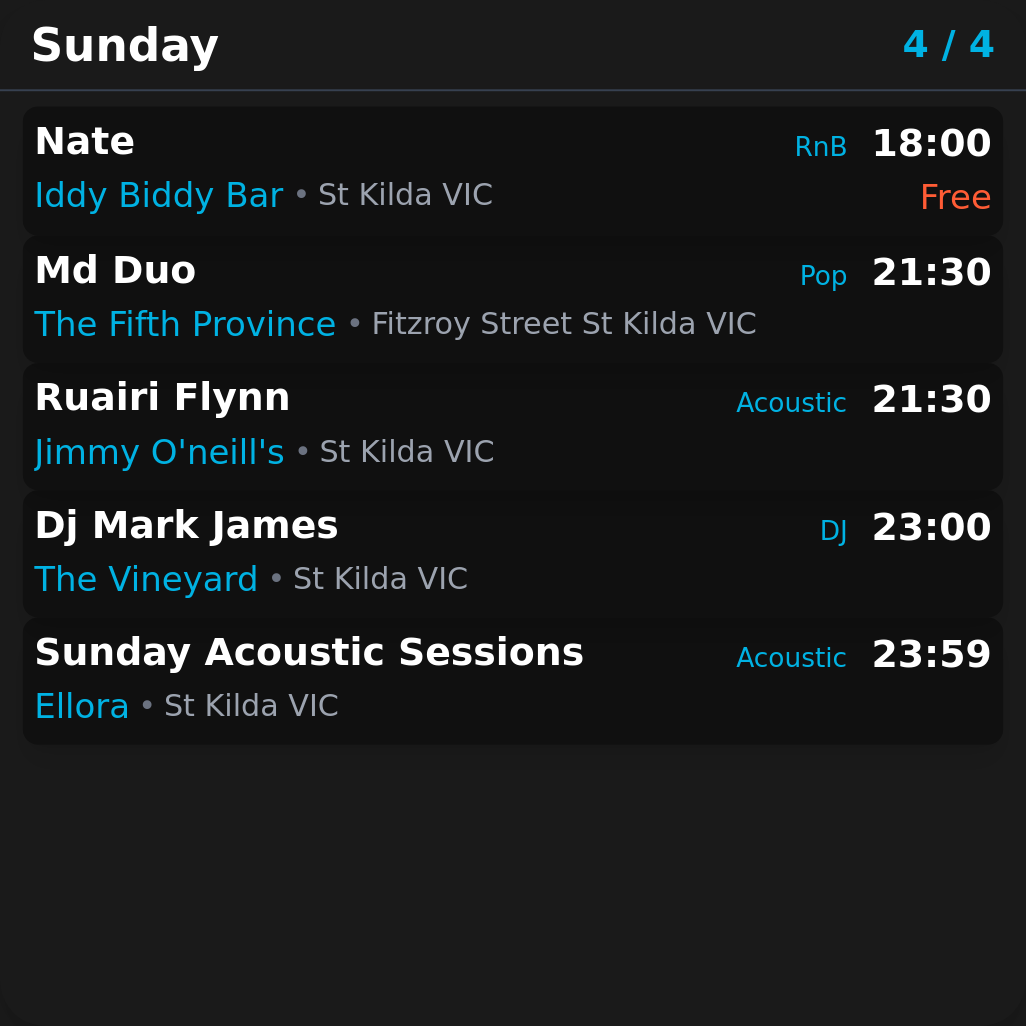 Sunday 4 / 4
Nate RnB 18:00
Iddy Biddy Bar • St Kilda VIC Free
Md Duo Pop 21:30
The Fifth Province • Fitzroy Street St Kilda VIC
Ruairi Flynn Acoustic 21:30
Jimmy O'neill's • St Kilda VIC
Dj Mark James DJ 23:00
The Vineyard • St Kilda VIC
Sunday Acoustic Sessions Acoustic 23:59
Ellora • St Kilda VIC